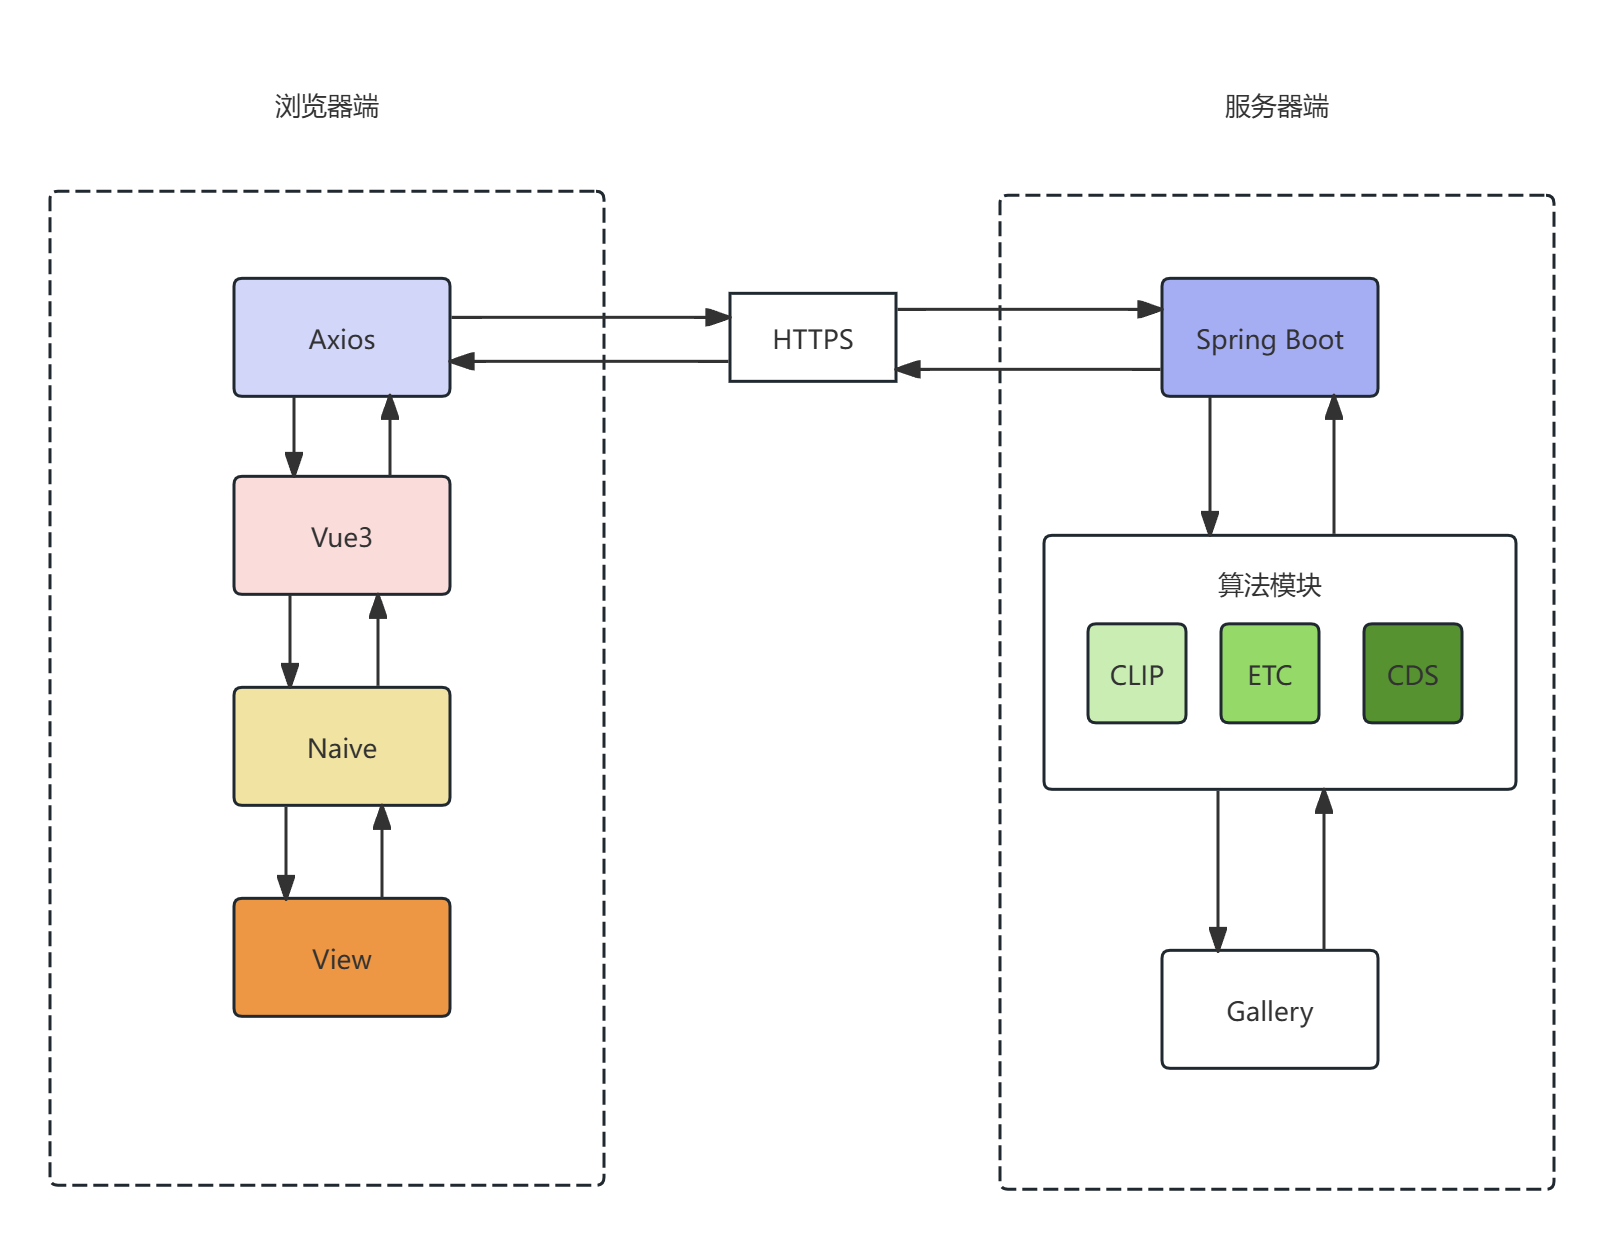 浏览器端
服务器端
Axios
HTTPS
Spring Boot
Vue3
算法模块
CLIP
ETC
CDS
Naive
View
Gallery